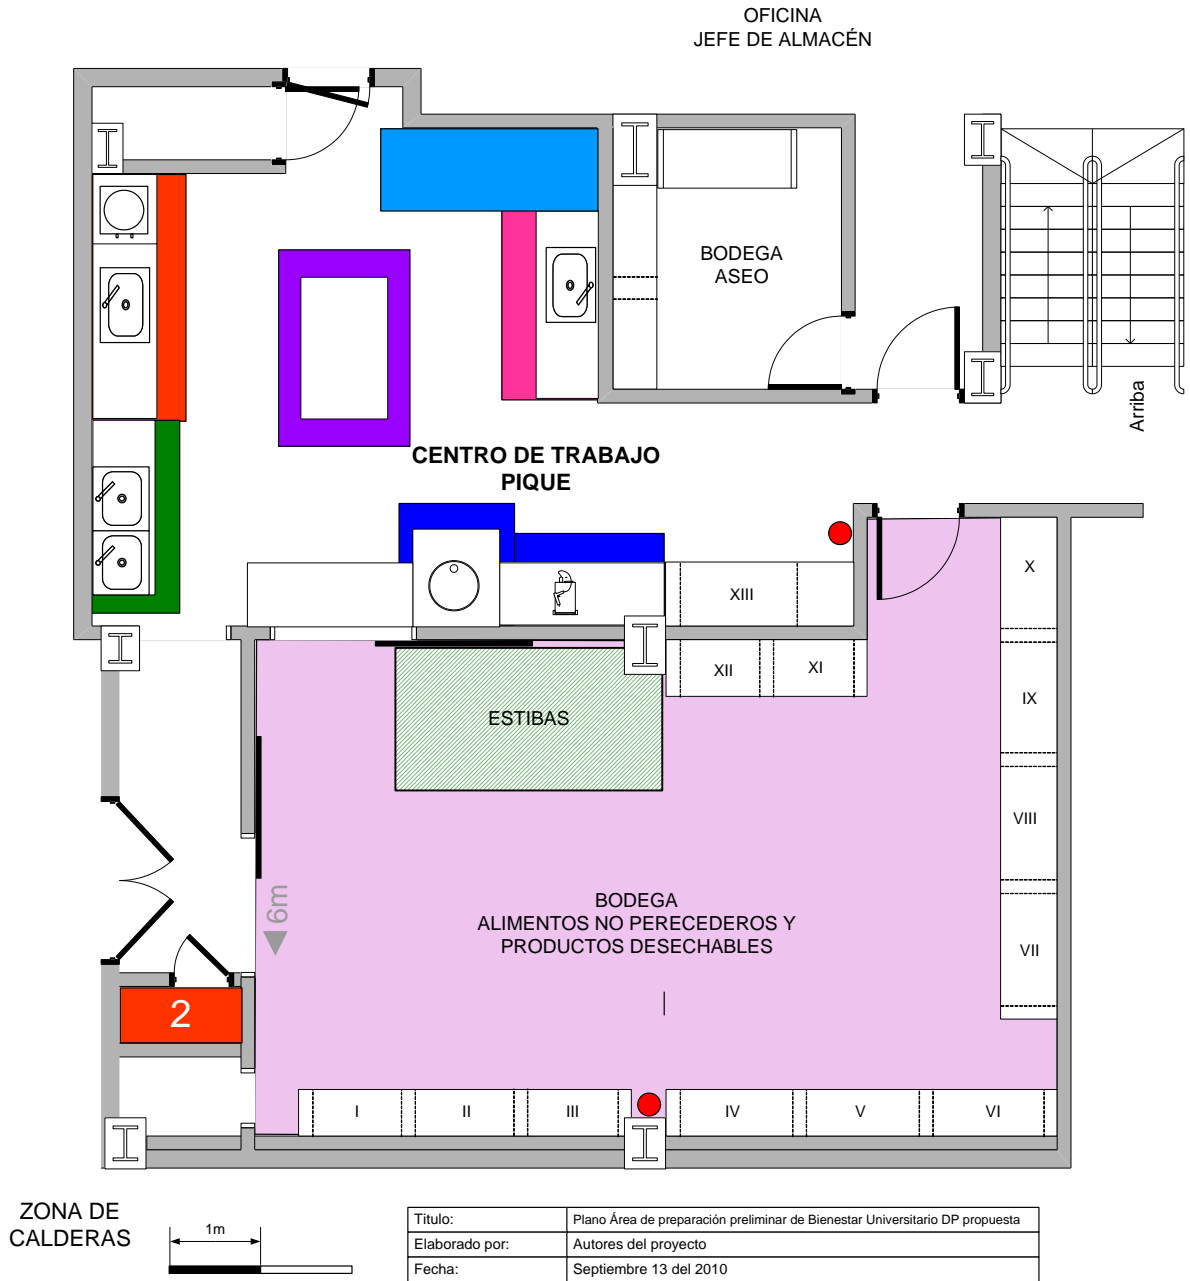 OFICINA
JEFE DE ALMACÉN
BODEGA
ASEO
Arriba
CENTRO DE TRABAJO
PIQUE
XIII
X
XII
XI
IX
ESTIBAS
VIII
6m
BODEGA
ALIMENTOS NO PERECEDEROS Y
PRODUCTOS DESECHABLES
VII
2
I
II
III
IV
V
VI
ZONA DE
CALDERAS
1m
Titulo: Plano Área de preparación preliminar de Bienestar Universitario DP propuesta
Elaborado por: Autores del proyecto
Fecha: Septiembre 13 del 2010